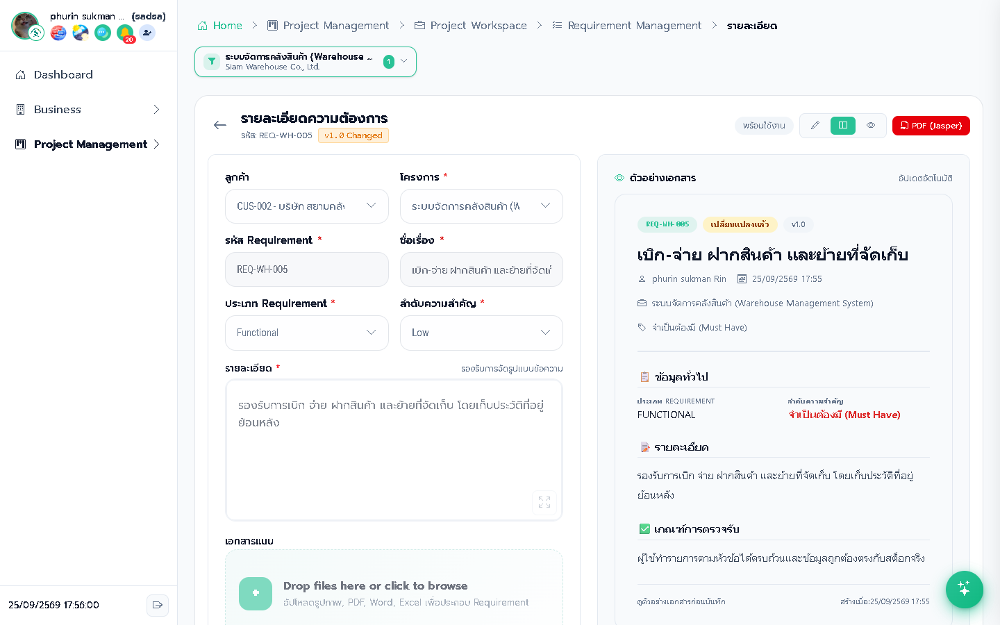 phurin sukman ... (sadsa)
20
Dashboard
Business
Project Management
25/09/2569 17:56:00
Home
Project Management
Project Workspace
Requirement Management
รายละเอียด
ระบบจัดการคลังสินค้า (Warehouse ...
Siam Warehouse Co., Ltd.
1
รายละเอียดความต้องการ
รหัส: REQ-WH-005 v1.0 Changed
พร้อมใช้งาน
PDF (Jasper)
ลูกค้า
CUS-002 - บริษัท สยามคลัง
โครงการ *
ระบบจัดการคลังสินค้า (W
รหัส Requirement *
REQ-WH-005
ชื่อเรื่อง *
เบิก-จ่าย ฝากสินค้า และย้ายที่จัดเก็
ประเภท Requirement *
Functional
ลำดับความสำคัญ *
Low
รายละเอียด *
รองรับการจัดรูปแบบข้อความ
รองรับการเบิก จ่าย ฝากสินค้า และย้ายที่จัดเก็บ โดยเก็บประวัติที่อยู่
ย้อนหลัง
เอกสารแนบ
Drop files here or click to browse
อัปโหลดรูปภาพ, PDF, Word, Excel เพื่อประกอบ Requirement
ตัวอย่างเอกสาร
อัปเดตอัตโนมัติ
REQ-WH-005 เปลี่ยนแปลงแล้ว v1.0
เบิก-จ่าย ฝากสินค้า และย้ายที่จัดเก็บ
phurin sukman Rin 25/09/2569 17:55
ระบบจัดการคลังสินค้า (Warehouse Management System)
จำเป็นต้องมี (Must Have)
ข้อมูลทั่วไป
ประเภท REQUIREMENT
FUNCTIONAL
ลำดับความสำคัญ
จำเป็นต้องมี (Must Have)
รายละเอียด
รองรับการเบิก จ่าย ฝากสินค้า และย้ายที่จัดเก็บ โดยเก็บประวัติที่อยู่
ย้อนหลัง
เกณฑ์การตรวจรับ
ผู้ใช้ทำรายการตามหัวข้อได้ครบถ้วนและข้อมูลถูกต้องตรงกับสต็อกจริง
ดูตัวอย่างเอกสารก่อนบันทึก
สร้างเมื่อ:25/09/2569 17:55